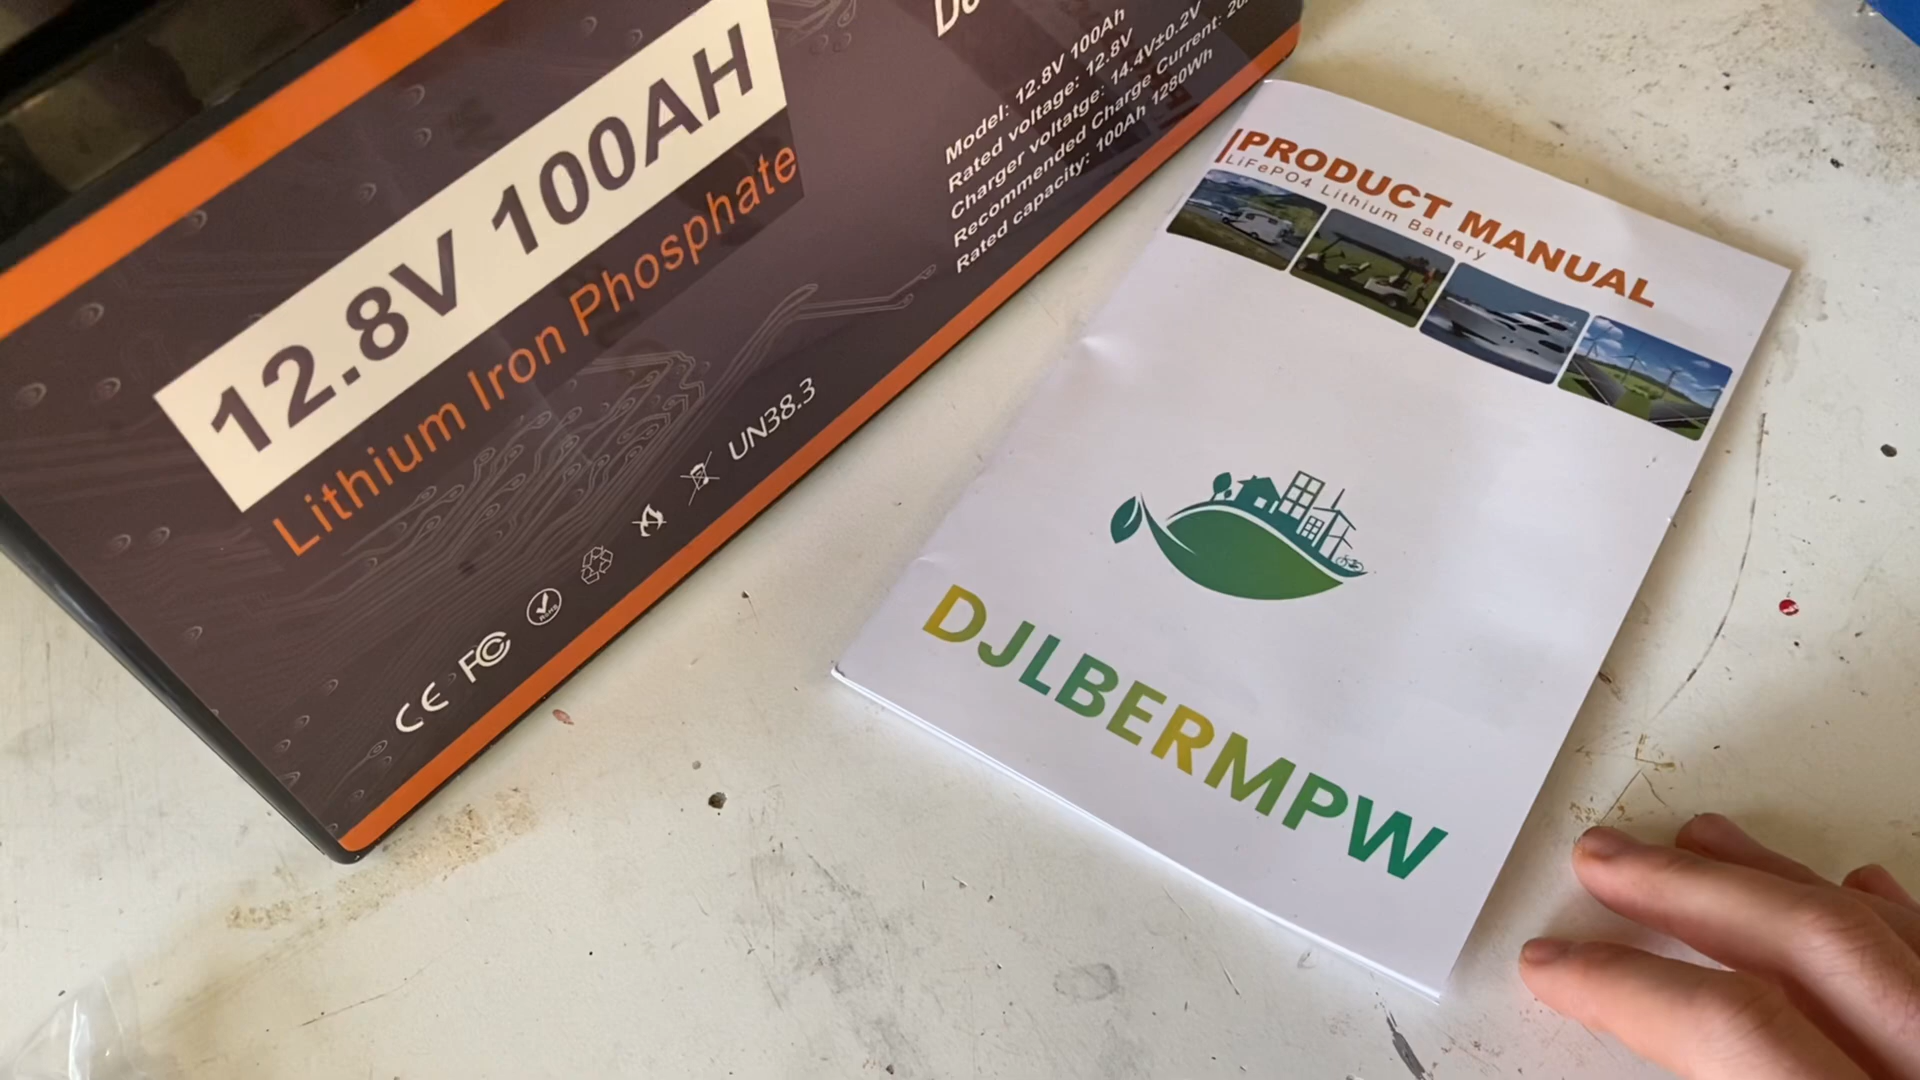 12.8V 100AH
Lithium Iron Phosphate
Model: 12.8V 100Ah
Rated voltage: 12.8V
Charger voltatge: 14.4V±0.2V
Recommended Charge Current:
Rated capacity: 100Ah 1280Wh
CE FC RoHS UN38.3
PRODUCT MANUAL
LiFePO4 Lithium Battery
DJLBERMPW